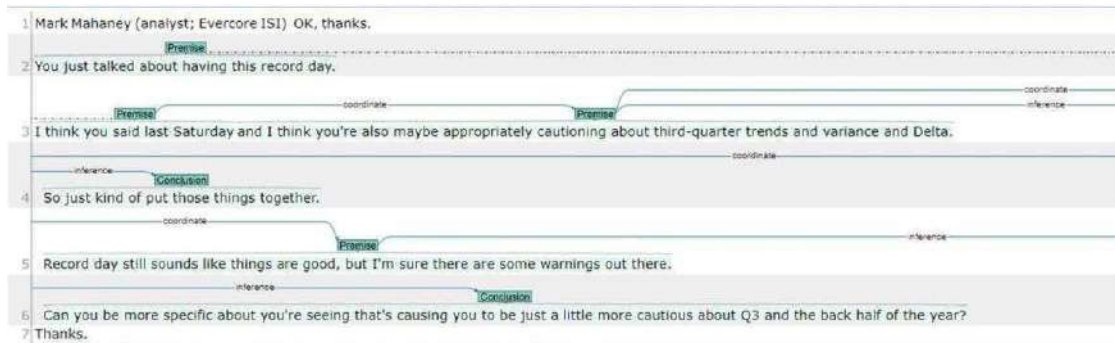 1 Mark Mahaney (analyst; Evercore ISI) OK, thanks.
Premise
2 You just talked about having this record day.
coordinate
Premise coordinate Premise inference
3 I think you said last Saturday and I think you're also maybe appropriately cautioning about third-quarter trends and variance and Delta.
coordinate
inference Conclusion
4 So just kind of put those things together.
coordinate
Premise inference
5 Record day still sounds like things are good, but I'm sure there are some warnings out there.
inference Conclusion
6 Can you be more specific about you're seeing that's causing you to be just a little more cautious about Q3 and the back half of the year?
7 Thanks.